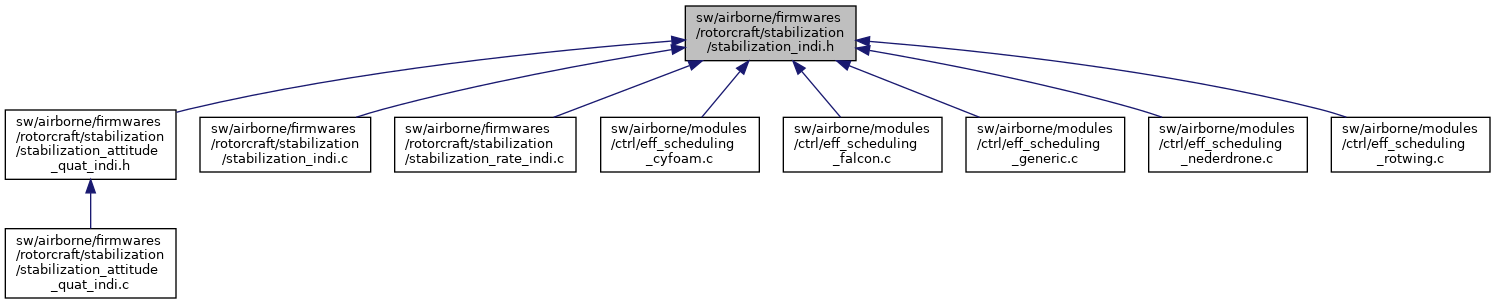 sw/airborne/firmwares
/rotorcraft/stabilization
/stabilization_indi.h
sw/airborne/firmwares
/rotorcraft/stabilization
/stabilization_attitude
_quat_indi.h
sw/airborne/firmwares
/rotorcraft/stabilization
/stabilization_indi.c
sw/airborne/firmwares
/rotorcraft/stabilization
/stabilization_rate_indi.c
sw/airborne/modules
/ctrl/eff_scheduling
_cyfoam.c
sw/airborne/modules
/ctrl/eff_scheduling
_falcon.c
sw/airborne/modules
/ctrl/eff_scheduling
_generic.c
sw/airborne/modules
/ctrl/eff_scheduling
_nederdrone.c
sw/airborne/modules
/ctrl/eff_scheduling
_rotwing.c
sw/airborne/firmwares
/rotorcraft/stabilization
/stabilization_attitude
_quat_indi.c